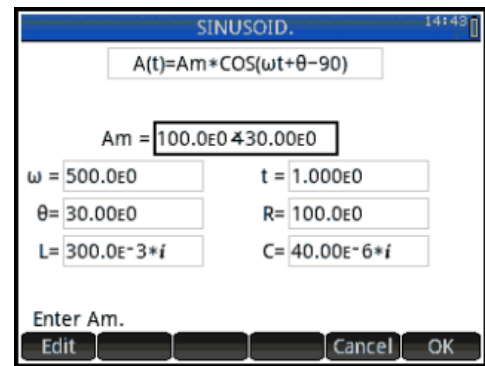 SINUSOID. 14:43
A(t)=Am*COS(ωt+θ-90)
Am = 100.0E0∡30.00E0
ω = 500.0E0 t = 1.000E0
θ= 30.00E0 R= 100.0E0
L= 300.0E-3*i C= 40.00E-6*i
Enter Am.
Edit Cancel OK